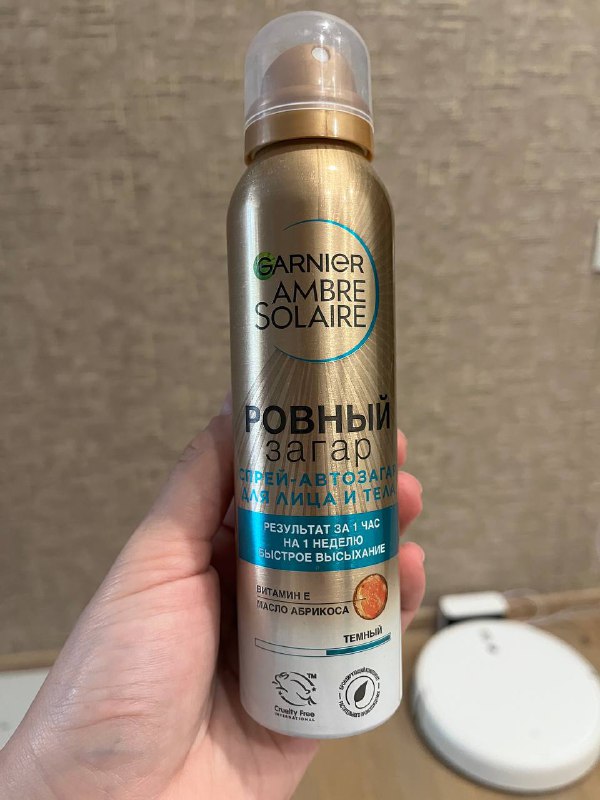 GARNIER
AMBRE
SOLAIRE
РОВНЫЙ
загар
СПРЕЙ-АВТОЗАГАР
ДЛЯ ЛИЦА И ТЕЛА
РЕЗУЛЬТАТ ЗА 1 ЧАС
НА 1 НЕДЕЛЮ
БЫСТРОЕ ВЫСЫХАНИЕ
ВИТАМИН Е
МАСЛО АБРИКОСА
ТЕМНЫЙ
TM
Cruelty Free
INTERNATIONAL